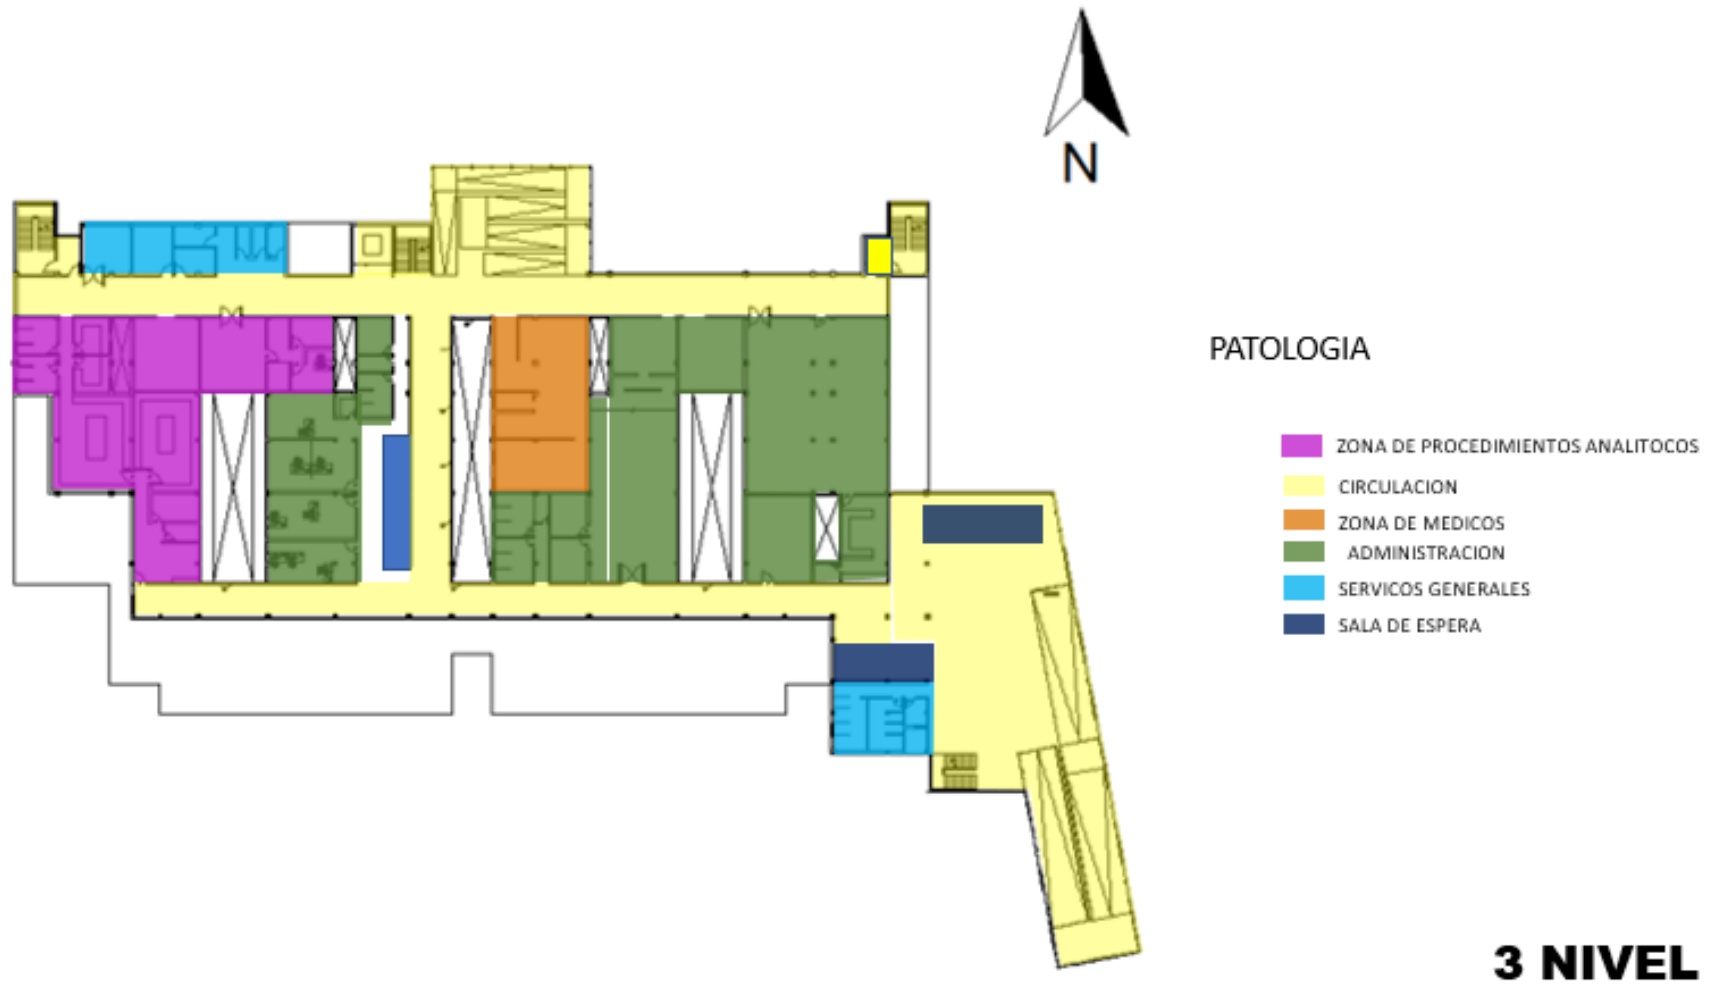 N
PATOLOGIA
ZONA DE PROCEDIMIENTOS ANALITOCOS
CIRCULACION
ZONA DE MEDICOS
ADMINISTRACION
SERVICOS GENERALES
SALA DE ESPERA
3 NIVEL